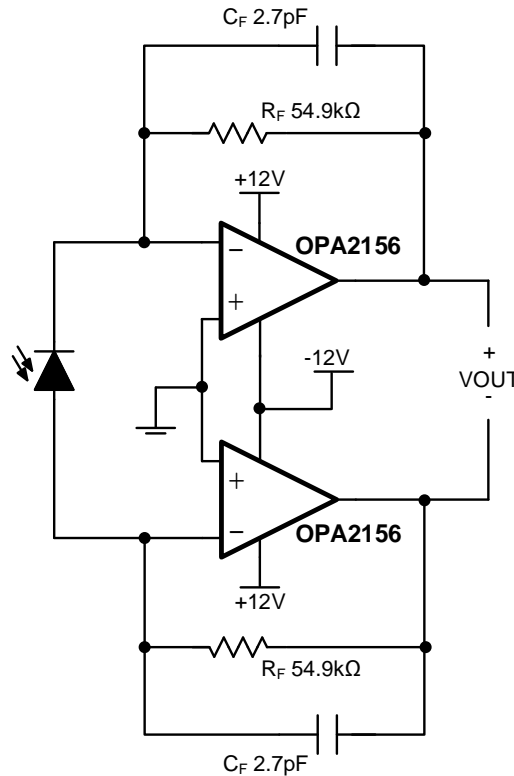 CF 2.7pF
RF 54.9kΩ
+12V
OPA2156
−
+
-12V
+
VOUT
-
+
−
OPA2156
+12V
RF 54.9kΩ
CF 2.7pF